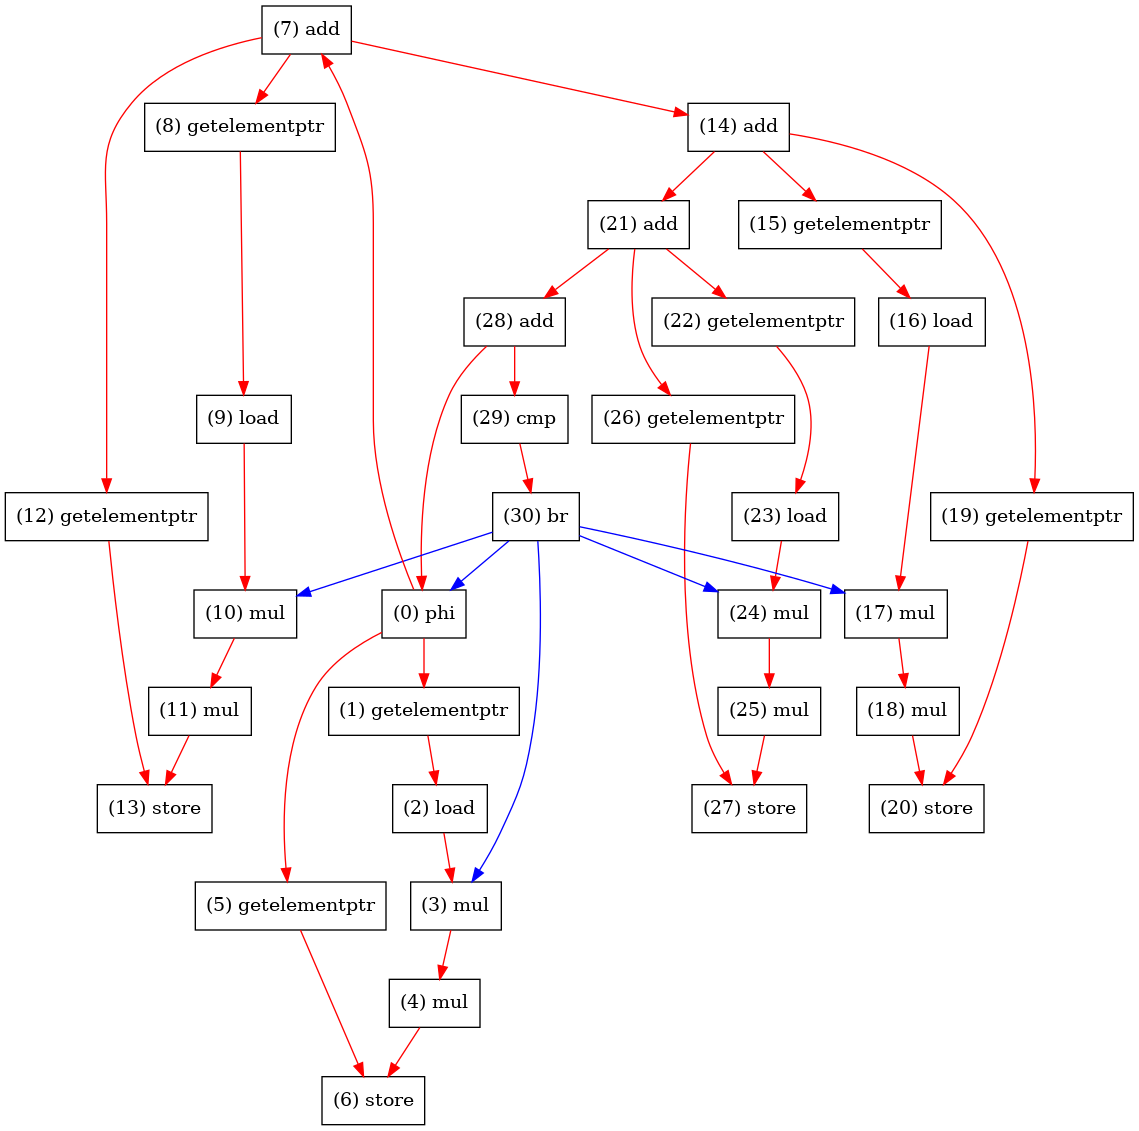 (7) add
(8) getelementptr
(14) add
(21) add
(15) getelementptr
(28) add
(22) getelementptr
(16) load
(9) load
(29) cmp
(26) getelementptr
(12) getelementptr
(30) br
(23) load
(19) getelementptr
(10) mul
(0) phi
(24) mul
(17) mul
(11) mul
(1) getelementptr
(25) mul
(18) mul
(13) store
(2) load
(27) store
(20) store
(5) getelementptr
(3) mul
(4) mul
(6) store